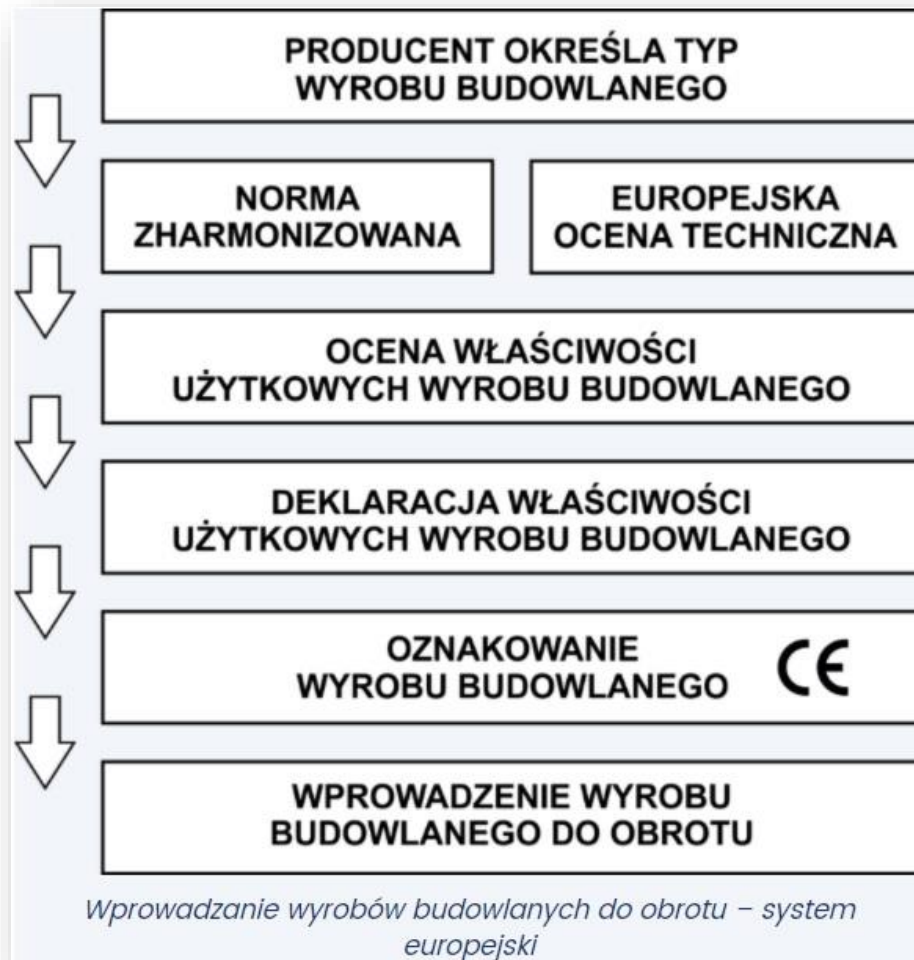 PRODUCENT OKREŚLA TYP
WYROBU BUDOWLANEGO
NORMA
ZHARMONIZOWANA
EUROPEJSKA
OCENA TECHNICZNA
OCENA WŁAŚCIWOŚCI
UŻYTKOWYCH WYROBU BUDOWLANEGO
DEKLARACJA WŁAŚCIWOŚCI
UŻYTKOWYCH WYROBU BUDOWLANEGO
OZNAKOWANIE
WYROBU BUDOWLANEGO
CE
WPROWADZENIE WYROBU
BUDOWLANEGO DO OBROTU
Wprowadzanie wyrobów budowlanych do obrotu – system
europejski